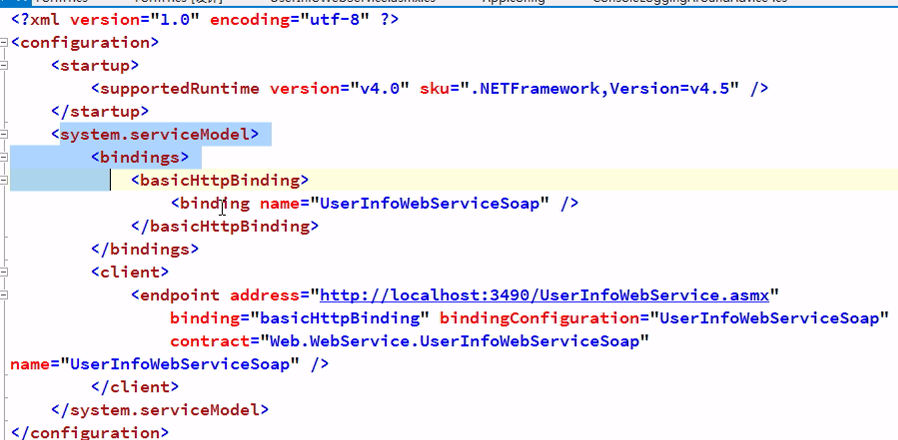 <?xml version="1.0" encoding="utf-8" ?>
<configuration>
<startup>
<supportedRuntime version="v4.0" sku=".NETFramework,Version=v4.5" />
</startup>
<system.serviceModel>
<bindings>
<basicHttpBinding>
<binding name="UserInfoWebServiceSoap" />
</basicHttpBinding>
</bindings>
<client>
<endpoint address="http://localhost:3490/UserInfoWebService.asmx"
binding="basicHttpBinding" bindingConfiguration="UserInfoWebServiceSoap"
contract="Web.WebService.UserInfoWebServiceSoap"
name="UserInfoWebServiceSoap" />
</client>
</system.serviceModel>
</configuration>